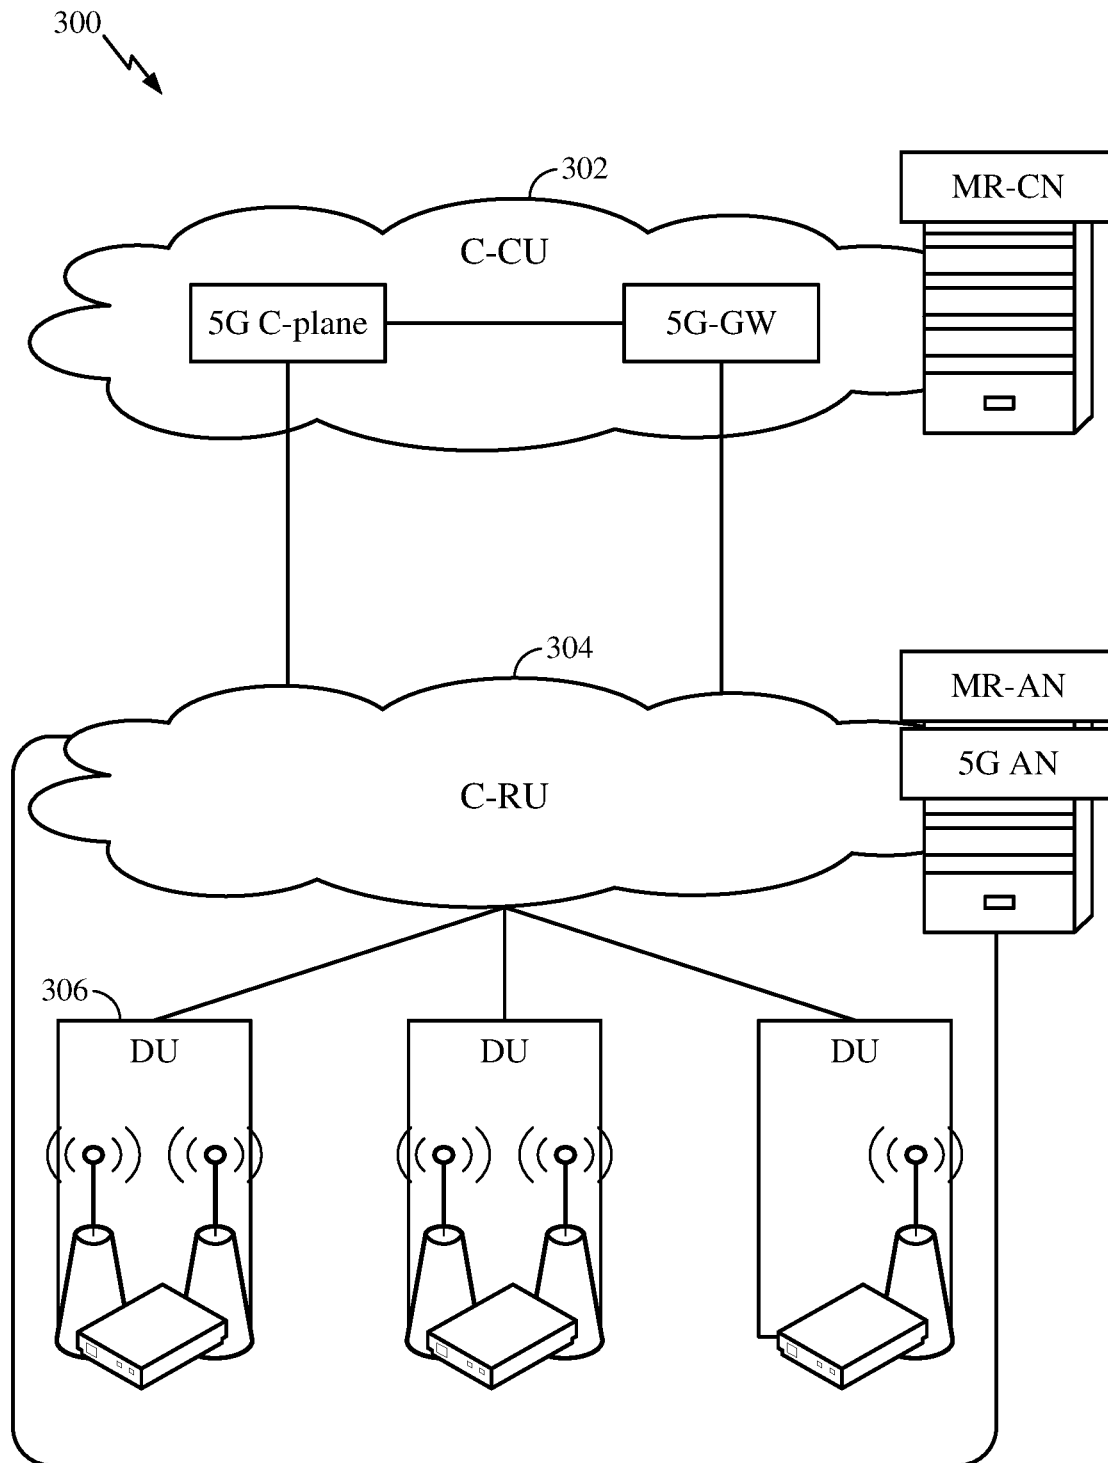 300
302
MR-CN
C-CU
5G C-plane
5G-GW
304
MR-AN
5G AN
C-RU
306
DU
DU
DU